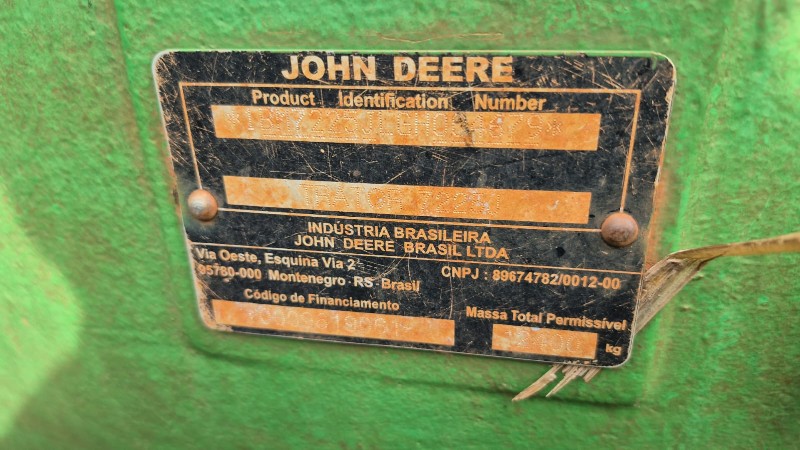 JOHN DEERE
Product Identification Number
INDÚSTRIA BRASILEIRA
JOHN DEERE BRASIL LTDA
Via Oeste, Esquina Via 2
95780-000 Montenegro - RS - Brasil
CNPJ : 89674782/0012-00
Código de Financiamento
Massa Total Permissível
kg